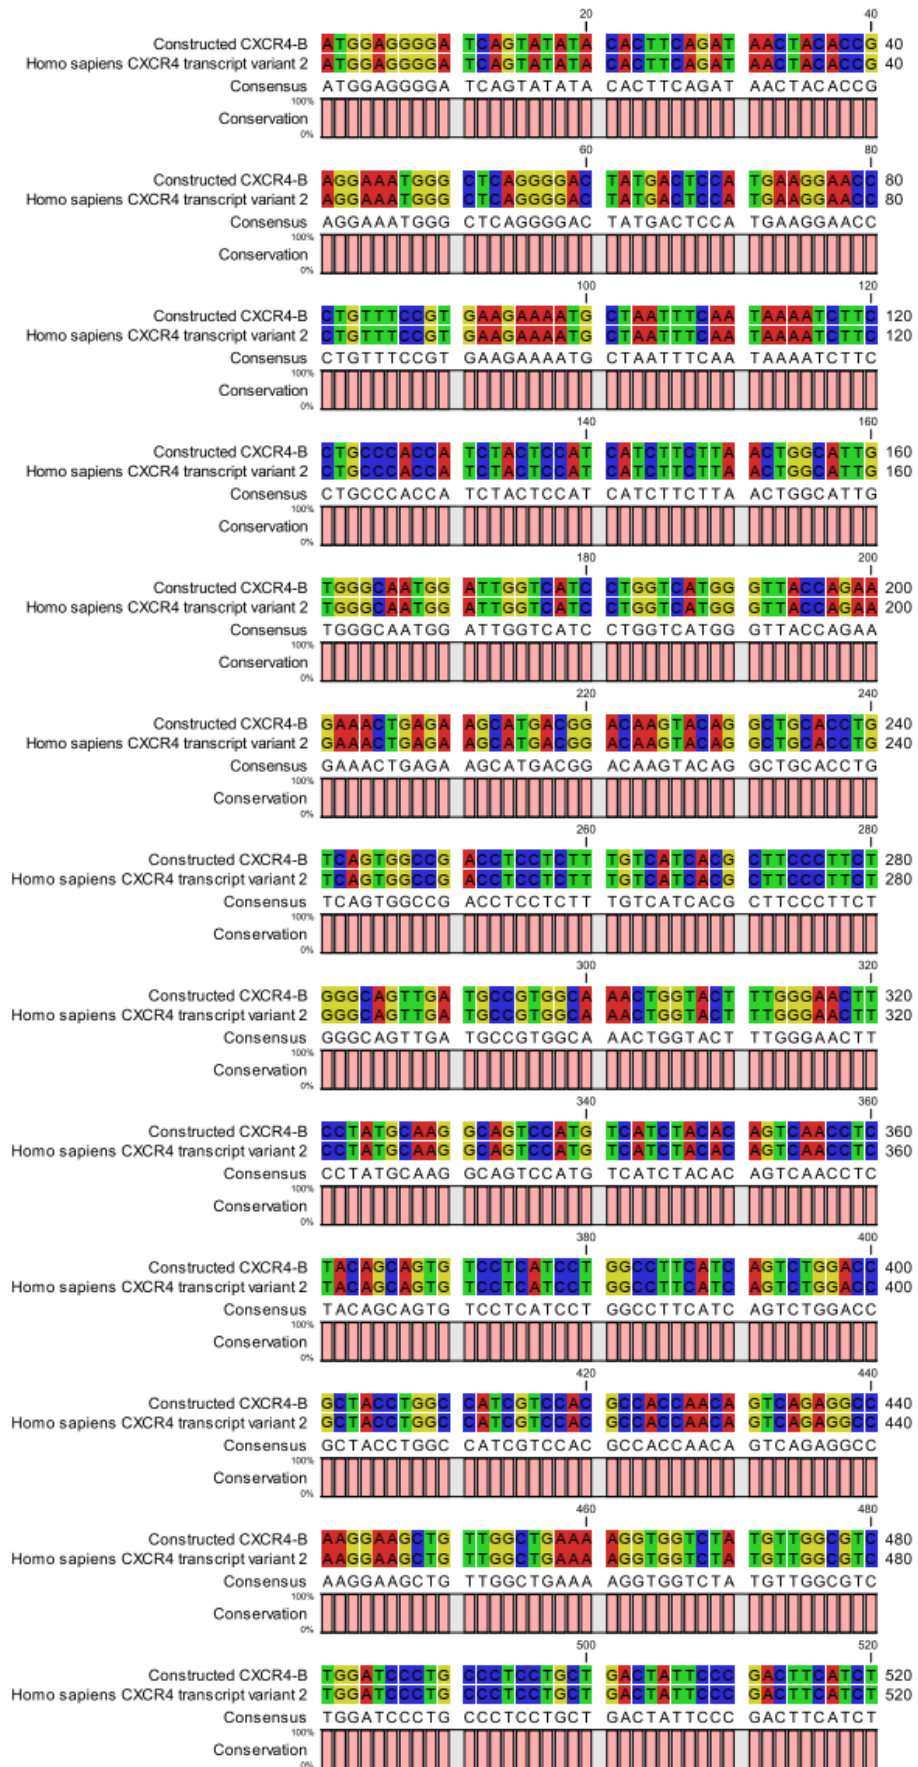 20 40
Constructed CXCR4-B ATGGAGGGGA TCAGTATATA CACTTCAGAT AACTACACCG 40
Homo sapiens CXCR4 transcript variant 2 ATGGAGGGGA TCAGTATATA CACTTCAGAT AACTACACCG 40
Consensus ATGGAGGGGA TCAGTATATA CACTTCAGAT AACTACACCG
100%
Conservation
0%
60 80
Constructed CXCR4-B AGGAAATGGG CTCAGGGGAC TATGACTCCA TGAAGGAACC 80
Homo sapiens CXCR4 transcript variant 2 AGGAAATGGG CTCAGGGGAC TATGACTCCA TGAAGGAACC 80
Consensus AGGAAATGGG CTCAGGGGAC TATGACTCCA TGAAGGAACC
100%
Conservation
0%
100 120
Constructed CXCR4-B CTGTTTCCGT GAAGAAAATG CTAATTTCAA TAAAATCTTC 120
Homo sapiens CXCR4 transcript variant 2 CTGTTTCCGT GAAGAAAATG CTAATTTCAA TAAAATCTTC 120
Consensus CTGTTTCCGT GAAGAAAATG CTAATTTCAA TAAAATCTTC
100%
Conservation
0%
140 160
Constructed CXCR4-B CTGCCCACCA TCTACTCCAT CATCTTCTTA ACTGGCATTG 160
Homo sapiens CXCR4 transcript variant 2 CTGCCCACCA TCTACTCCAT CATCTTCTTA ACTGGCATTG 160
Consensus CTGCCCACCA TCTACTCCAT CATCTTCTTA ACTGGCATTG
100%
Conservation
0%
180 200
Constructed CXCR4-B TGGGCAATGG ATTGGTCATC CTGGTCATGG GTTACCAGAA 200
Homo sapiens CXCR4 transcript variant 2 TGGGCAATGG ATTGGTCATC CTGGTCATGG GTTACCAGAA 200
Consensus TGGGCAATGG ATTGGTCATC CTGGTCATGG GTTACCAGAA
100%
Conservation
0%
220 240
Constructed CXCR4-B GAAACTGAGA AGCATGACGG ACAAGTACAG GCTGCACCTG 240
Homo sapiens CXCR4 transcript variant 2 GAAACTGAGA AGCATGACGG ACAAGTACAG GCTGCACCTG 240
Consensus GAAACTGAGA AGCATGACGG ACAAGTACAG GCTGCACCTG
100%
Conservation
0%
260 280
Constructed CXCR4-B TCAGTGGCCG ACCTCCTCTT TGTCATCACG CTTCCCTTCT 280
Homo sapiens CXCR4 transcript variant 2 TCAGTGGCCG ACCTCCTCTT TGTCATCACG CTTCCCTTCT 280
Consensus TCAGTGGCCG ACCTCCTCTT TGTCATCACG CTTCCCTTCT
100%
Conservation
0%
300 320
Constructed CXCR4-B GGGCAGTTGA TGCCGTGGCA AACTGGTACT TTGGGAACTT 320
Homo sapiens CXCR4 transcript variant 2 GGGCAGTTGA TGCCGTGGCA AACTGGTACT TTGGGAACTT 320
Consensus GGGCAGTTGA TGCCGTGGCA AACTGGTACT TTGGGAACTT
100%
Conservation
0%
340 360
Constructed CXCR4-B CCTATGCAAG GCAGTCCATG TCATCTACAC AGTCAACCTC 360
Homo sapiens CXCR4 transcript variant 2 CCTATGCAAG GCAGTCCATG TCATCTACAC AGTCAACCTC 360
Consensus CCTATGCAAG GCAGTCCATG TCATCTACAC AGTCAACCTC
100%
Conservation
0%
380 400
Constructed CXCR4-B TACAGCAGTG TCCTCATCCT GGCCTTCATC AGTCTGGACC 400
Homo sapiens CXCR4 transcript variant 2 TACAGCAGTG TCCTCATCCT GGCCTTCATC AGTCTGGACC 400
Consensus TACAGCAGTG TCCTCATCCT GGCCTTCATC AGTCTGGACC
100%
Conservation
0%
420 440
Constructed CXCR4-B GCTACCTGGC CATCGTCCAC GCCACCAACA GTCAGAGGCC 440
Homo sapiens CXCR4 transcript variant 2 GCTACCTGGC CATCGTCCAC GCCACCAACA GTCAGAGGCC 440
Consensus GCTACCTGGC CATCGTCCAC GCCACCAACA GTCAGAGGCC
100%
Conservation
0%
460 480
Constructed CXCR4-B AAGGAAGCTG TTGGCTGAAA AGGTGGTCTA TGTTGGCGTC 480
Homo sapiens CXCR4 transcript variant 2 AAGGAAGCTG TTGGCTGAAA AGGTGGTCTA TGTTGGCGTC 480
Consensus AAGGAAGCTG TTGGCTGAAA AGGTGGTCTA TGTTGGCGTC
100%
Conservation
0%
500 520
Constructed CXCR4-B TGGATCCCTG CCCTCCTGCT GACTATTCCC GACTTCATCT 520
Homo sapiens CXCR4 transcript variant 2 TGGATCCCTG CCCTCCTGCT GACTATTCCC GACTTCATCT 520
Consensus TGGATCCCTG CCCTCCTGCT GACTATTCCC GACTTCATCT
100%
Conservation
0%